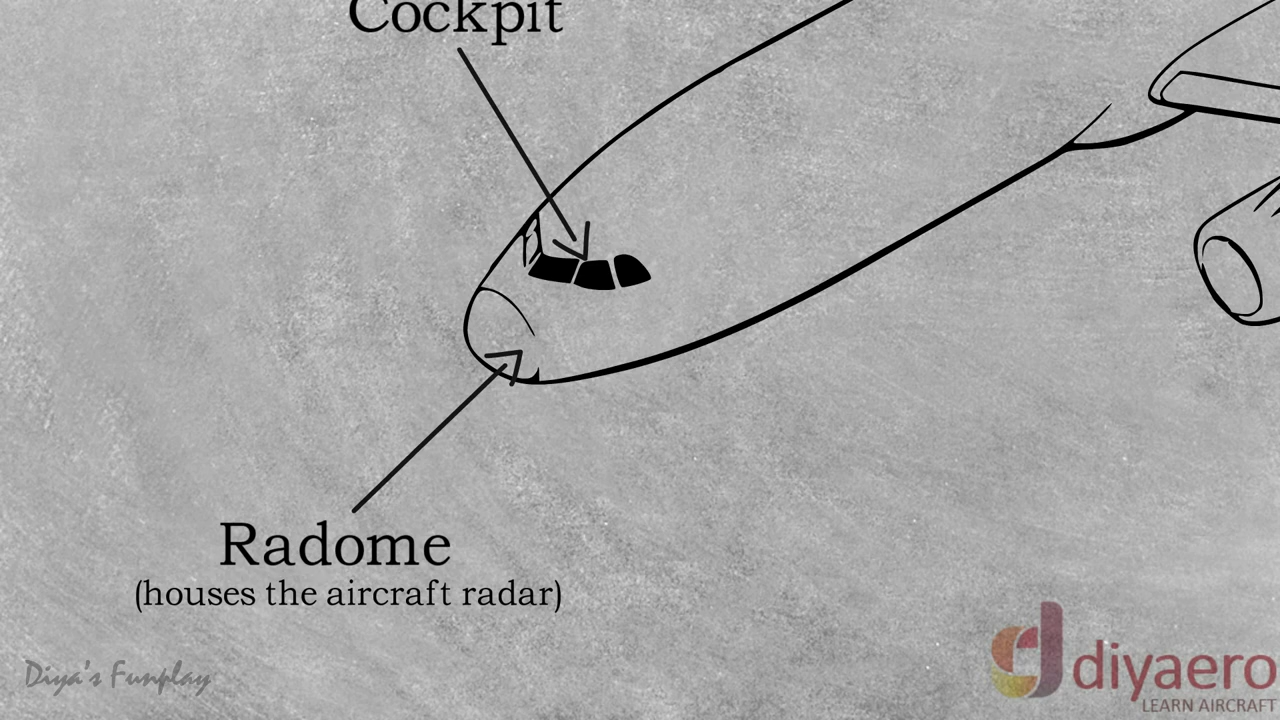 Cockpit
Radome
(houses the aircraft radar)
Diya's Funplay
diyaero
LEARN AIRCRAFT